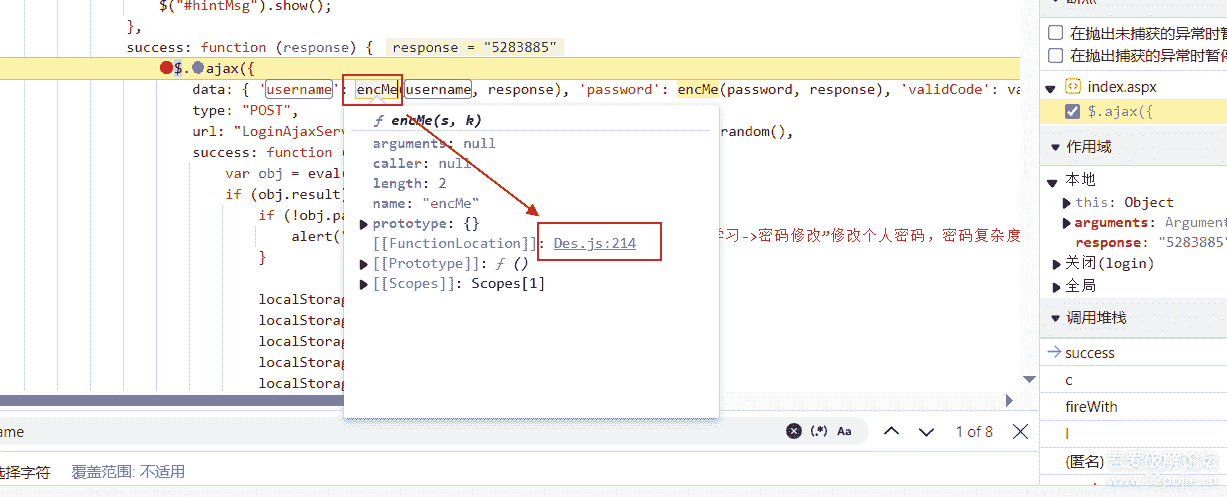 $("#hintMsg").show();
},
success: function (response) { response = "5283885"
$.ajax({
data: { 'username': encMe(username, response), 'password': encMe(password, response), 'validCode': va
type: "POST",
url: "LoginAjaxServ
random(),
success: function
var obj = eval
if (obj.result)
if (!obj.pa
alert("
学习->密码修改”修改个人密码，密码复杂度
}
localStorag
localStorag
localStorag
localStorag
localStorag
ƒ encMe(s, k)
arguments: null
caller: null
length: 2
name: "encMe"
prototype: {}
[[FunctionLocation]]: Des.js:214
[[Prototype]]: ƒ ()
[[Scopes]]: Scopes[1]
ame
(.*) Aa
1 of 8
选择字符 覆盖范围: 不适用
在抛出未捕获的异常时暂
在抛出捕获的异常时暂停
index.aspx
$.ajax({
作用域
本地
this: Object
arguments: Argument
response: "5283885"
关闭(login)
全局
调用堆栈
success
c
fireWith
l
(匿名)
吾爱破解论坛
www.52pojie.cn